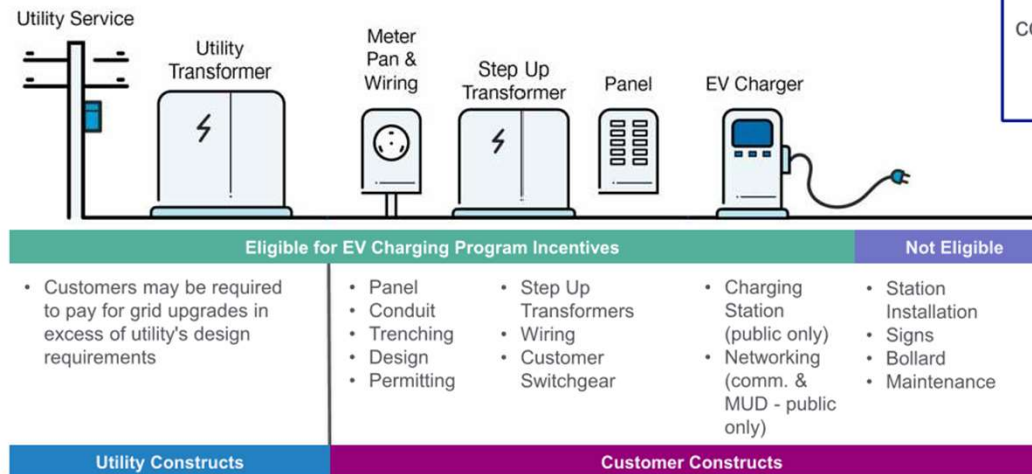 Utility Service
Utility
Transformer
Meter
Pan &
Wiring
Step Up
Transformer
Panel
EV Charger
Eligible for EV Charging Program Incentives
Not Eligible
• Customers may be required
to pay for grid upgrades in
excess of utility's design
requirements
• Panel
• Conduit
• Trenching
• Design
• Permitting
• Step Up
Transformers
• Wiring
• Customer
Switchgear
• Charging
Station
(public only)
• Networking
(comm. &
MUD - public
only)
• Station
Installation
• Signs
• Bollard
• Maintenance
Utility Constructs
Customer Constructs